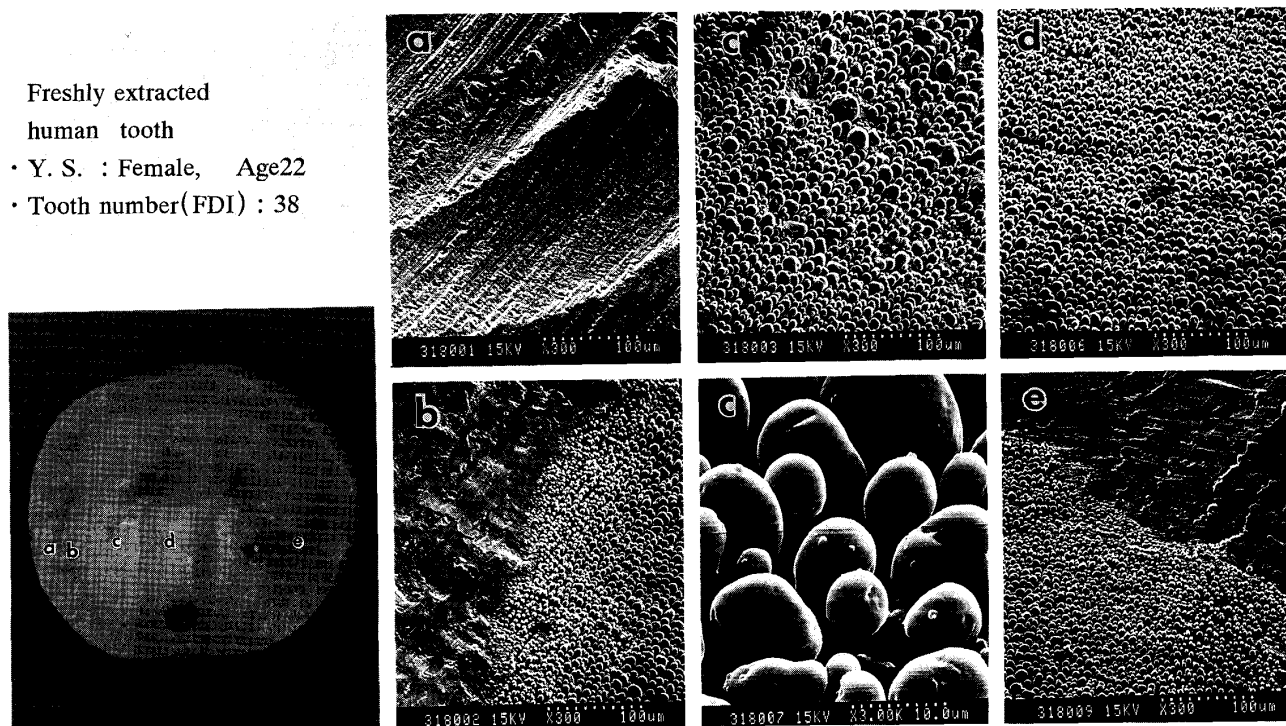 Freshly extracted
human tooth
・Y. S. : Female, Age22
・Tooth number(FDI) : 38
a
318001 15KV X300 100um
c
318003 15KV X300 100um
d
318006 15KV X300 100um
a b c d e
b
318002 15KV X300 100um
c
318007 15KV X3.00K 10.0um
e
318009 15KV X300 100um